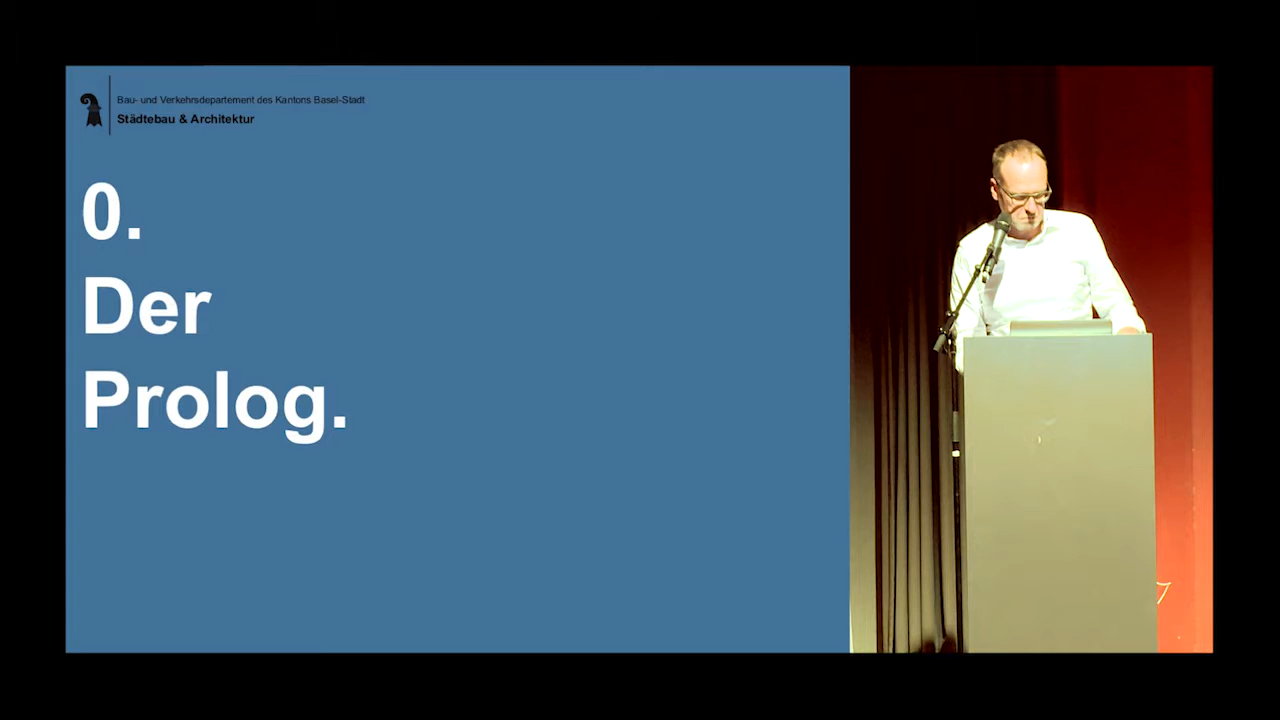 Bau- und Verkehrsdepartement des Kantons Basel-Stadt
Städtebau & Architektur
0.
Der
Prolog.